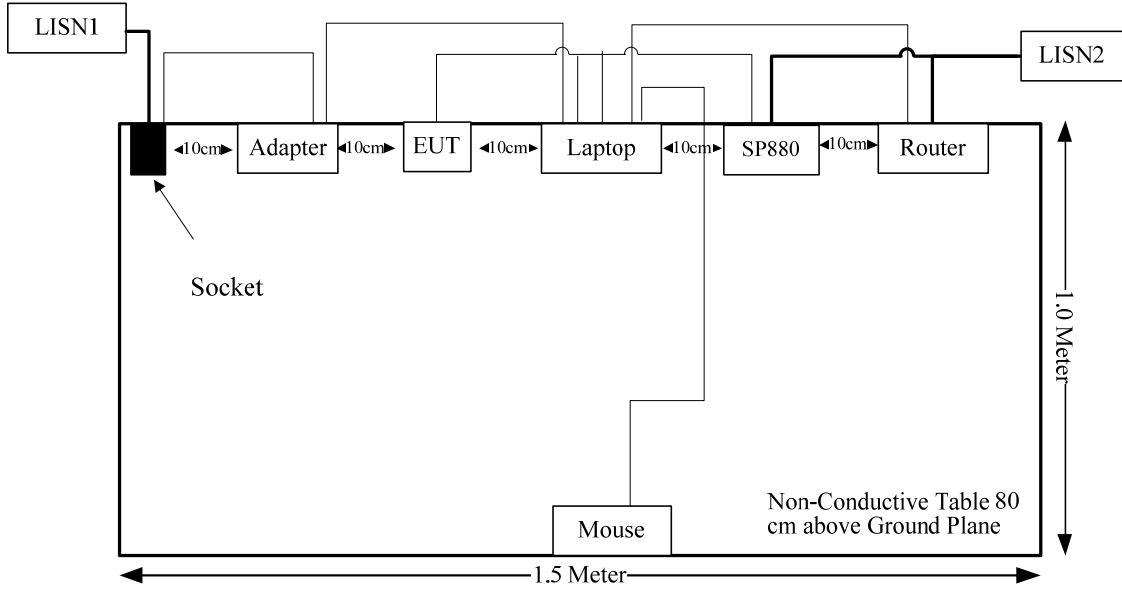 LISN1
LISN2
10cm
Adapter
10cm
EUT
10cm
Laptop
10cm
SP880
10cm
Router
Socket
1.0 Meter
Non-Conductive Table 80
cm above Ground Plane
Mouse
1.5 Meter